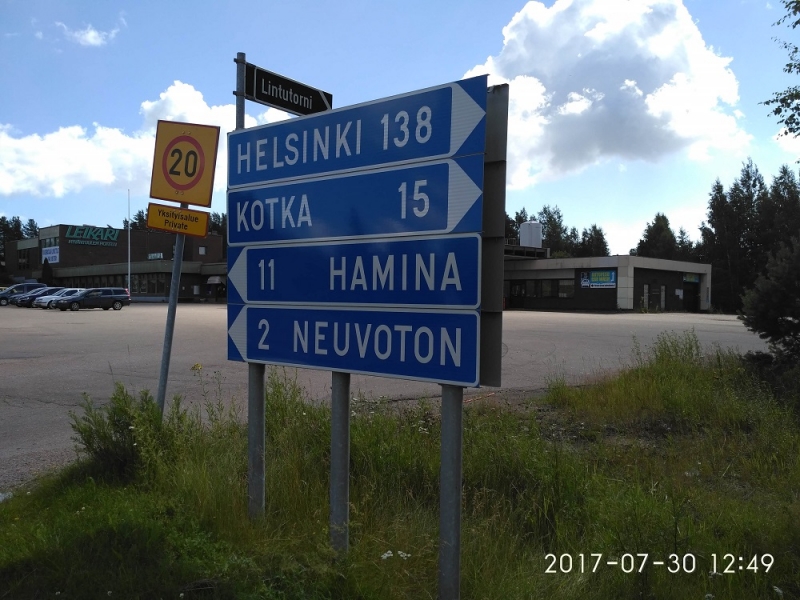 Lintutorni
HELSINKI 138
KOTKA 15
11 HAMINA
2 NEUVOTON
20
Yksityisalue
Private
LEIKARI
2017-07-30 12:49